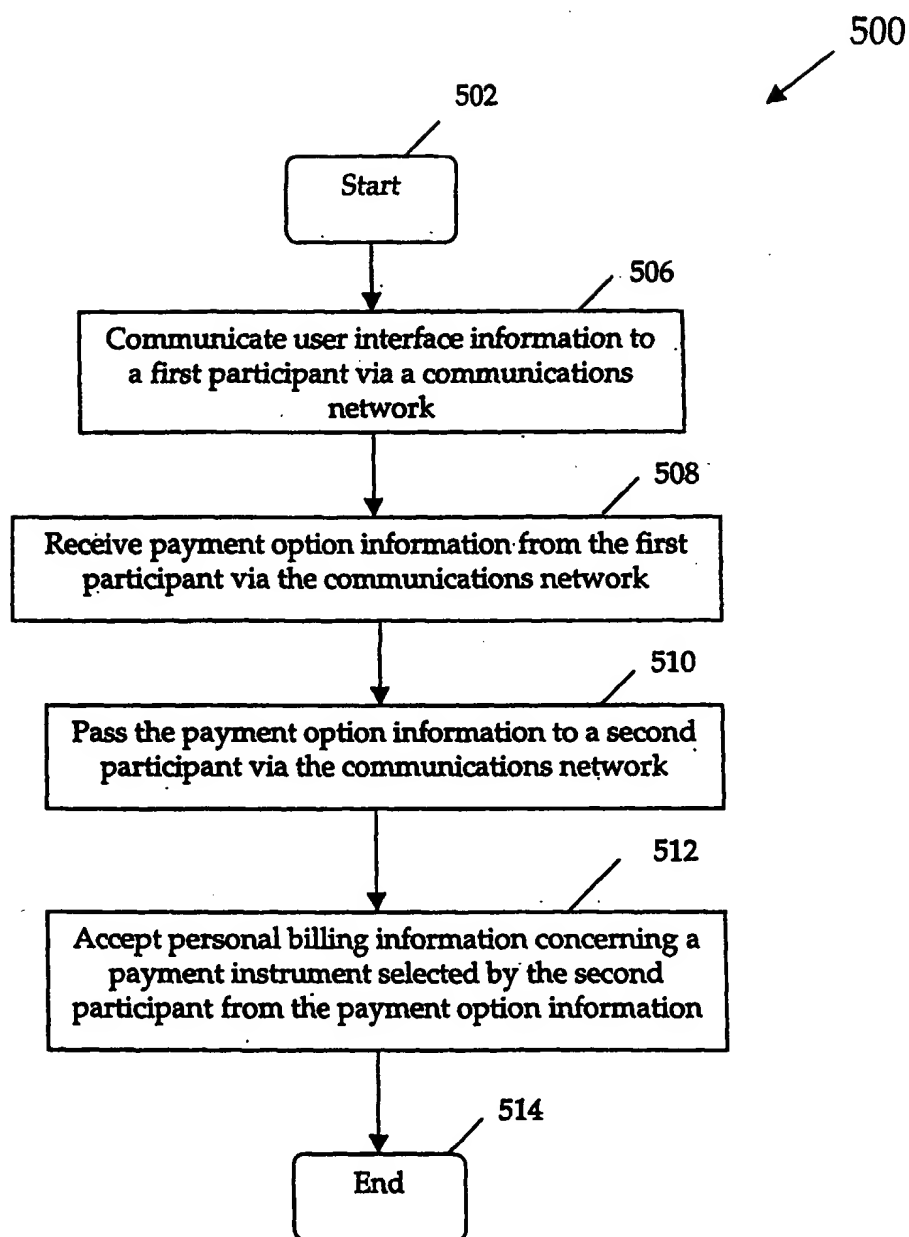 500
502
Start
506
Communicate user interface information to
a first participant via a communications
network
508
Receive payment option information from the first
participant via the communications network
510
Pass the payment option information to a second
participant via the communications network
512
Accept personal billing information concerning a
payment instrument selected by the second
participant from the payment option information
514
End